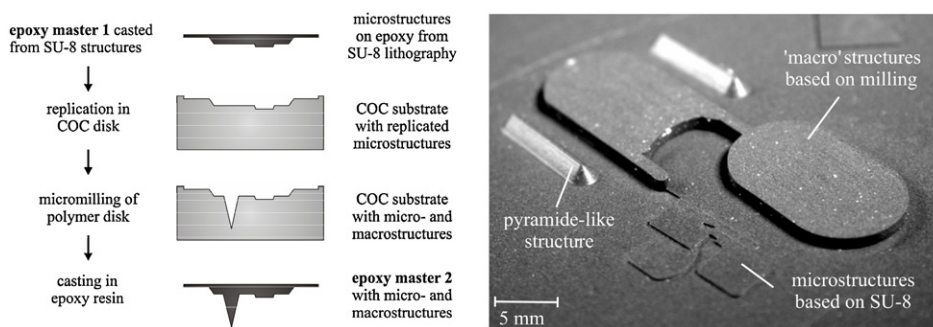 epoxy master 1 casted
from SU-8 structures
microstructures
on epoxy from
SU-8 lithography
replication in
COC disk
COC substrate
with replicated
microstructures
micromilling of
polymer disk
COC substrate
with micro- and
macrostructures
casting in
epoxy resin
epoxy master 2
with micro- and
macrostructures
'macro' structures
based on milling
pyramide-like
structure
microstructures
based on SU-8
5 mm